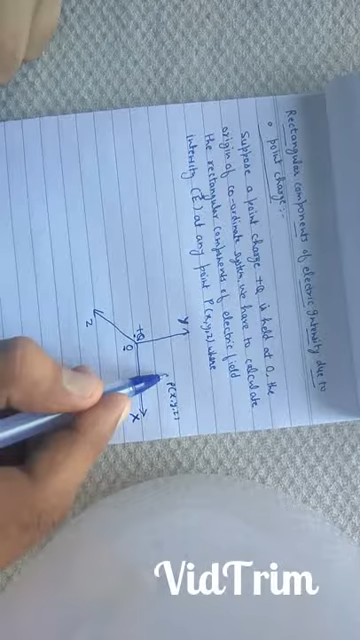 Rectangular components of electric intensity due to
• point charge:-
Suppose a point charge +Q is held at O, the
origin of co-ordinate system, we have to calculate
the rectangular components of electric field
intensity (E) at any point P(x,y,z) where
y
P(x,y,z)
+Q
O
x
z
VidTrim